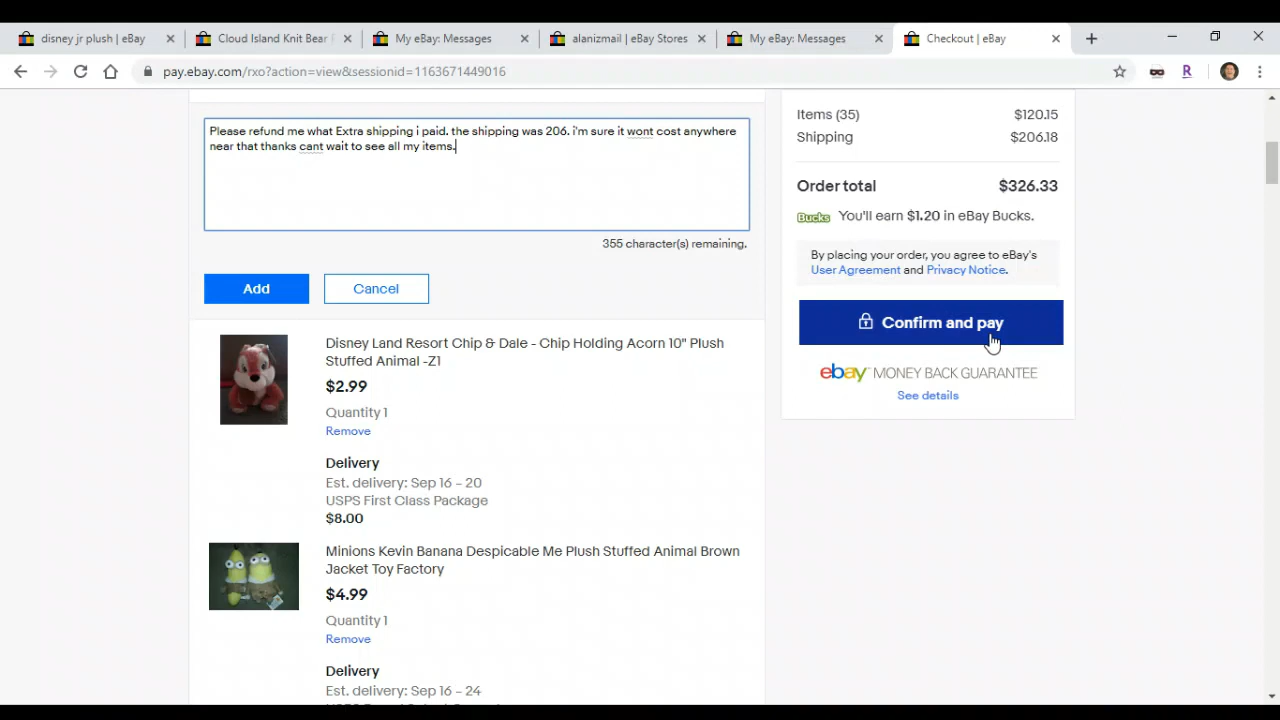 disney jr plush | eBay
Cloud Island Knit Bear
My eBay: Messages
alanizmail | eBay Stores
My eBay: Messages
Checkout | eBay
pay.ebay.com/rxo?action=view&sessionid=1163671449016
R
Please refund me what Extra shipping i paid. the shipping was 206. i'm sure it wont cost anywhere
near that thanks cant wait to see all my items.
355 character(s) remaining.
Add
Cancel
Disney Land Resort Chip & Dale - Chip Holding Acorn 10" Plush
Stuffed Animal -Z1
$2.99
Quantity 1
Remove
Delivery
Est. delivery: Sep 16 - 20
USPS First Class Package
$8.00
Minions Kevin Banana Despicable Me Plush Stuffed Animal Brown
Jacket Toy Factory
$4.99
Quantity 1
Remove
Delivery
Est. delivery: Sep 16 - 24
Items (35) $120.15
Shipping $206.18
Order total $326.33
Bucks You'll earn $1.20 in eBay Bucks.
By placing your order, you agree to eBay's
User Agreement and Privacy Notice.
Confirm and pay
ebay MONEY BACK GUARANTEE
See details